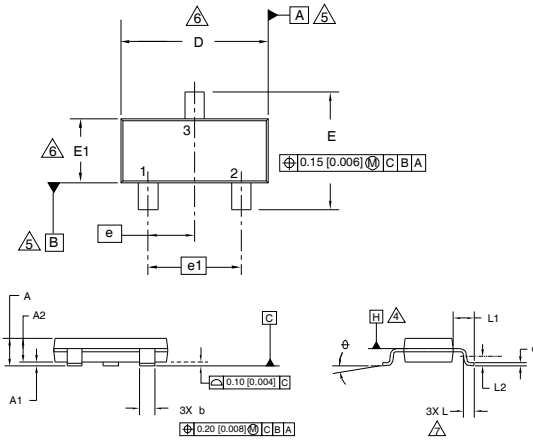 6
D
A 5
3
E
6 E1
1 2
⌖ 0.15 [0.006] Ⓜ C B A
5 B
e
e1
A
A2
C
H 4
L1
θ
A1
⌓ 0.10 [0.004] C
3X b
L2
3X L
⌖ 0.20 [0.008] Ⓜ C B A
7